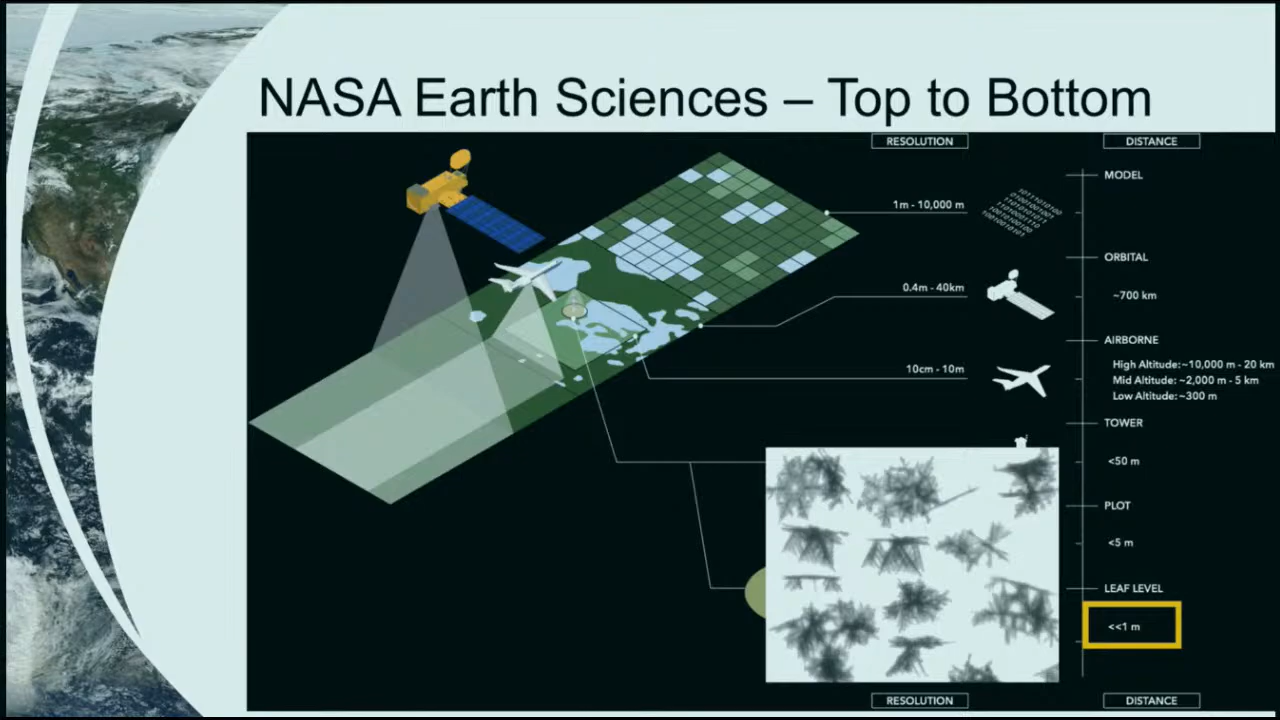 NASA Earth Sciences – Top to Bottom
RESOLUTION
DISTANCE
MODEL
1m - 10,000 m
ORBITAL
0.4m - 40km
~700 km
AIRBORNE
10cm - 10m
High Altitude:~10,000 m - 20 km
Mid Altitude: ~2,000 m - 5 km
Low Altitude: ~300 m
TOWER
<50 m
PLOT
<5 m
LEAF LEVEL
<<1 m
RESOLUTION
DISTANCE